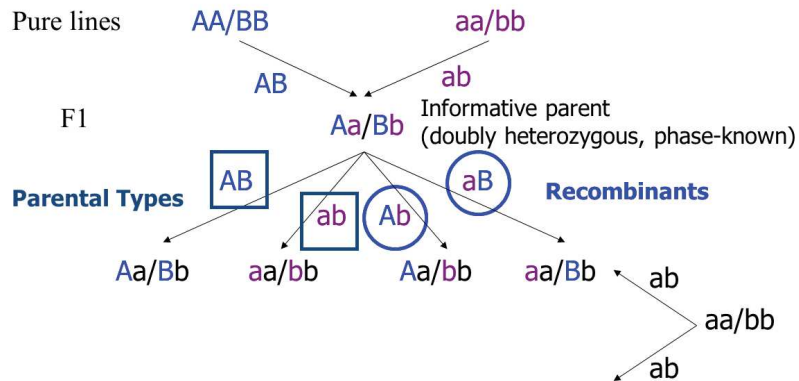 Pure lines AA/BB aa/bb
AB ab
F1 Aa/Bb Informative parent
(doubly heterozygous, phase-known)
AB aB
Parental Types ab Ab Recombinants
Aa/Bb aa/bb Aa/bb aa/Bb
ab
aa/bb
ab